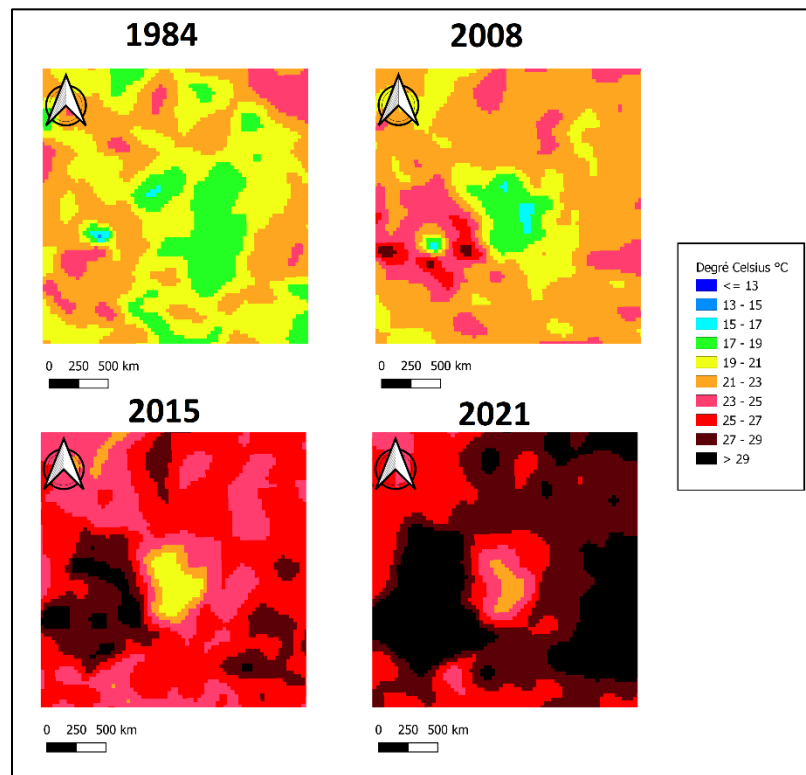 1984
2008
0 250 500 km
0 250 500 km
Degré Celsius °C
<= 13
13 - 15
15 - 17
17 - 19
19 - 21
21 - 23
23 - 25
25 - 27
27 - 29
> 29
2015
2021
0 250 500 km
0 250 500 km